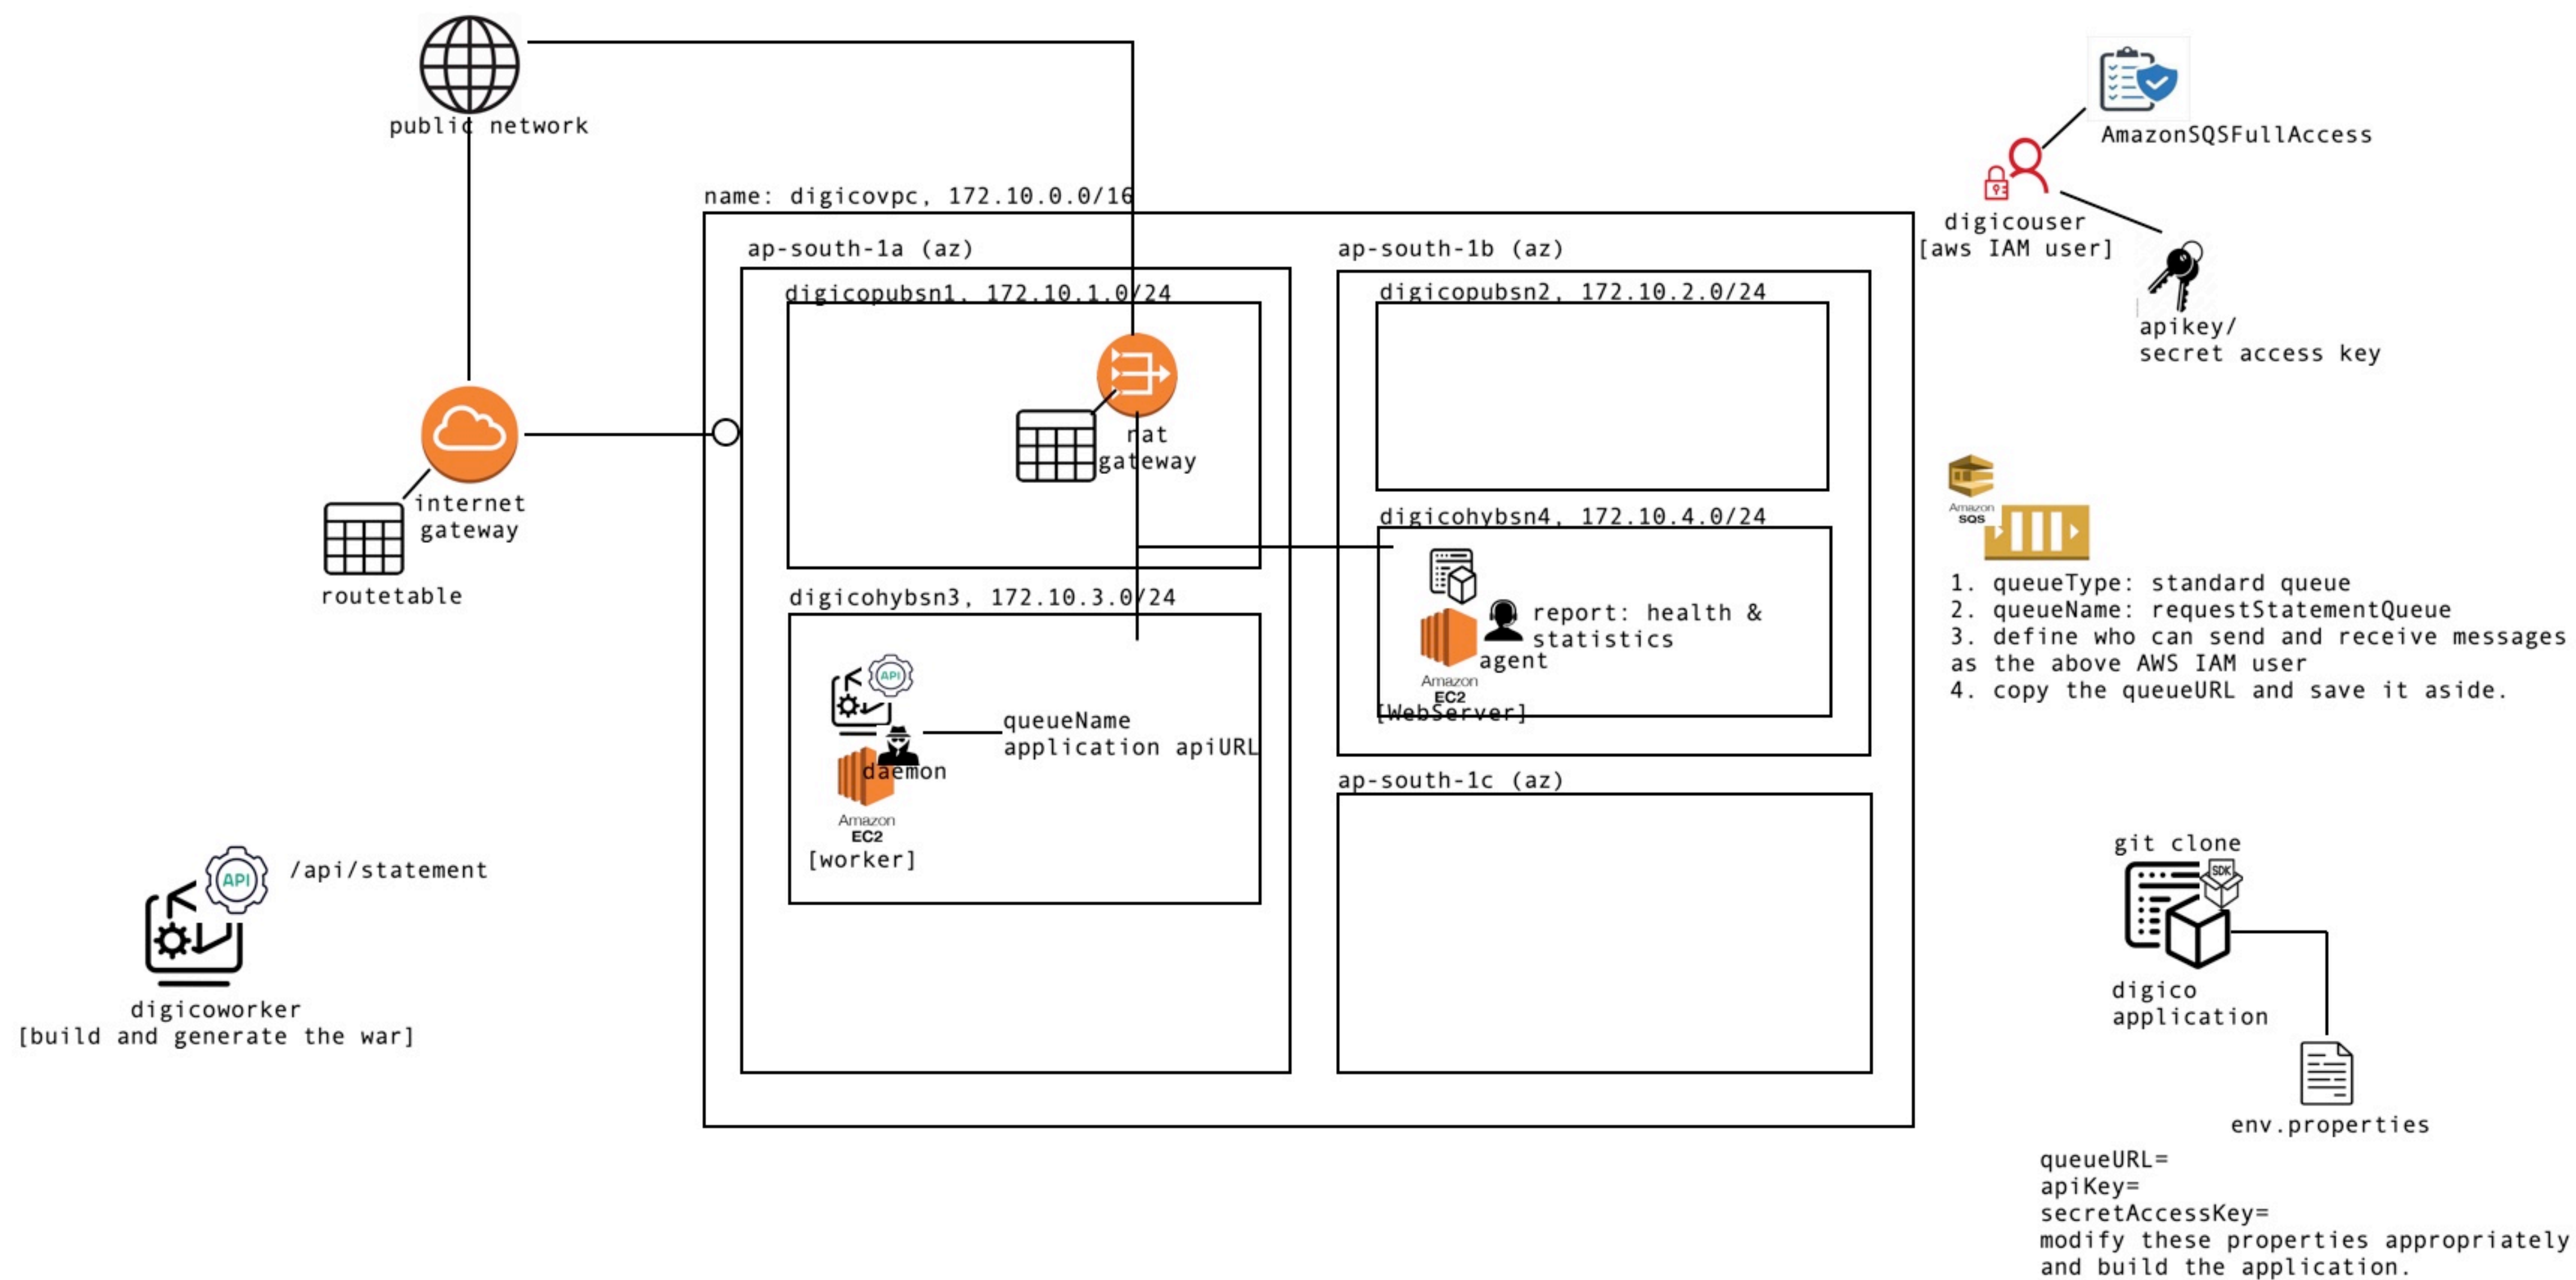 public network
name: digicovpc, 172.10.0.0/16
ap-south-1a (az)
digicopubsn1, 172.10.1.0/24
nat
gateway
digicohybsn3, 172.10.3.0/24
API
queueName
application apiURL
daemon
Amazon
EC2
[worker]
ap-south-1b (az)
digicopubsn2, 172.10.2.0/24
digicohybsn4, 172.10.4.0/24
report: health &
statistics
agent
Amazon
EC2
[WebServer]
ap-south-1c (az)
internet
gateway
routetable
API
/api/statement
digicoworker
[build and generate the war]
AmazonSQSFullAccess
digicouser
[aws IAM user]
apikey/
secret access key
Amazon
SQS
1. queueType: standard queue
2. queueName: requestStatementQueue
3. define who can send and receive messages
as the above AWS IAM user
4. copy the queueURL and save it aside.
git clone
SDK
digico
application
env.properties
queueURL=
apiKey=
secretAccessKey=
modify these properties appropriately
and build the application.